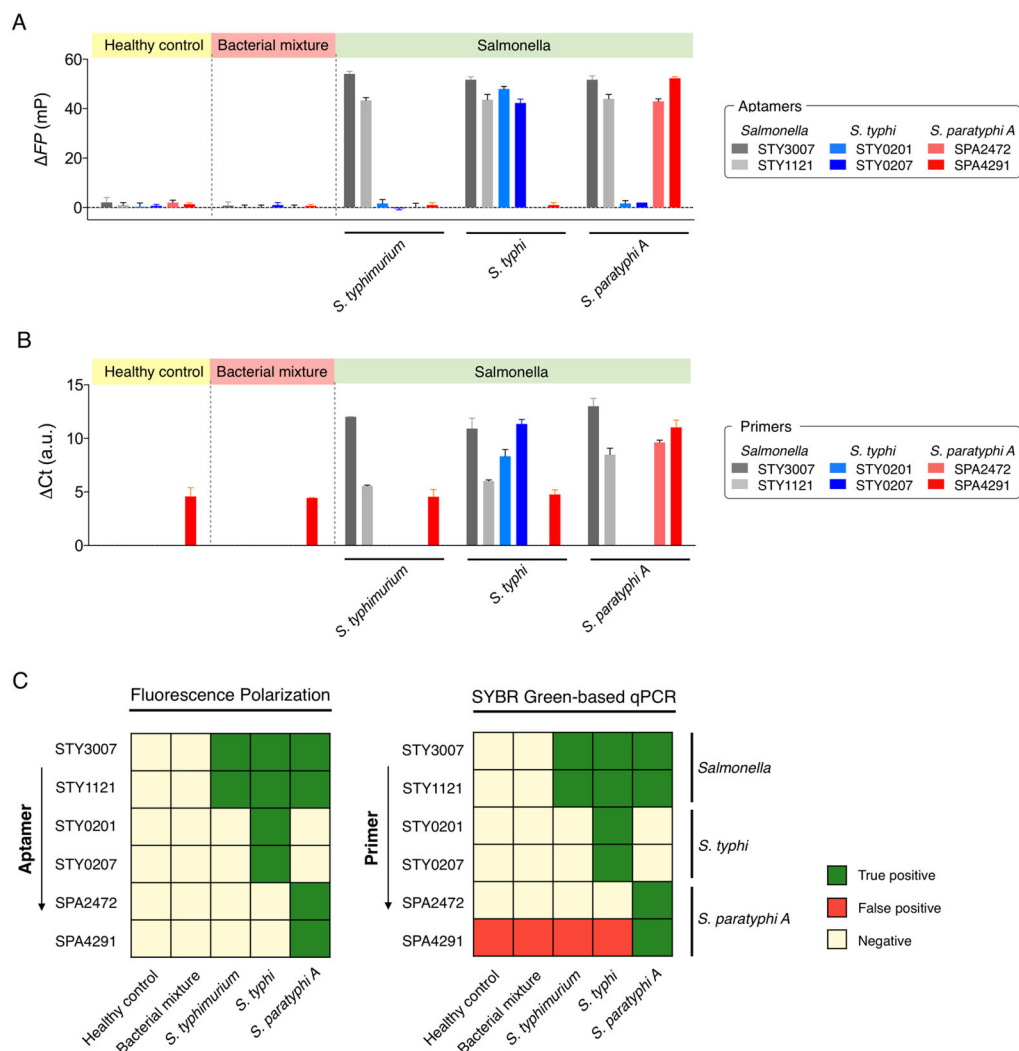 A
Healthy control Bacterial mixture Salmonella
60
40
20
0
ΔFP (mP)
S. typhimurium
S. typhi
S. paratyphi A
Aptamers
Salmonella S. typhi S. paratyphi A
STY3007 STY0201 SPA2472
STY1121 STY0207 SPA4291
B
Healthy control Bacterial mixture Salmonella
15
10
5
0
ΔCt (a.u.)
S. typhimurium
S. typhi
S. paratyphi A
Primers
Salmonella S. typhi S. paratyphi A
STY3007 STY0201 SPA2472
STY1121 STY0207 SPA4291
C
Fluorescence Polarization
Aptamer
STY3007
STY1121
STY0201
STY0207
SPA2472
SPA4291
Healthy control
Bacterial mixture
S. typhimurium
S. typhi
S. paratyphi A
SYBR Green-based qPCR
Primer
STY3007
STY1121
STY0201
STY0207
SPA2472
SPA4291
Healthy control
Bacterial mixture
S. typhimurium
S. typhi
S. paratyphi A
Salmonella
S. typhi
S. paratyphi A
True positive
False positive
Negative